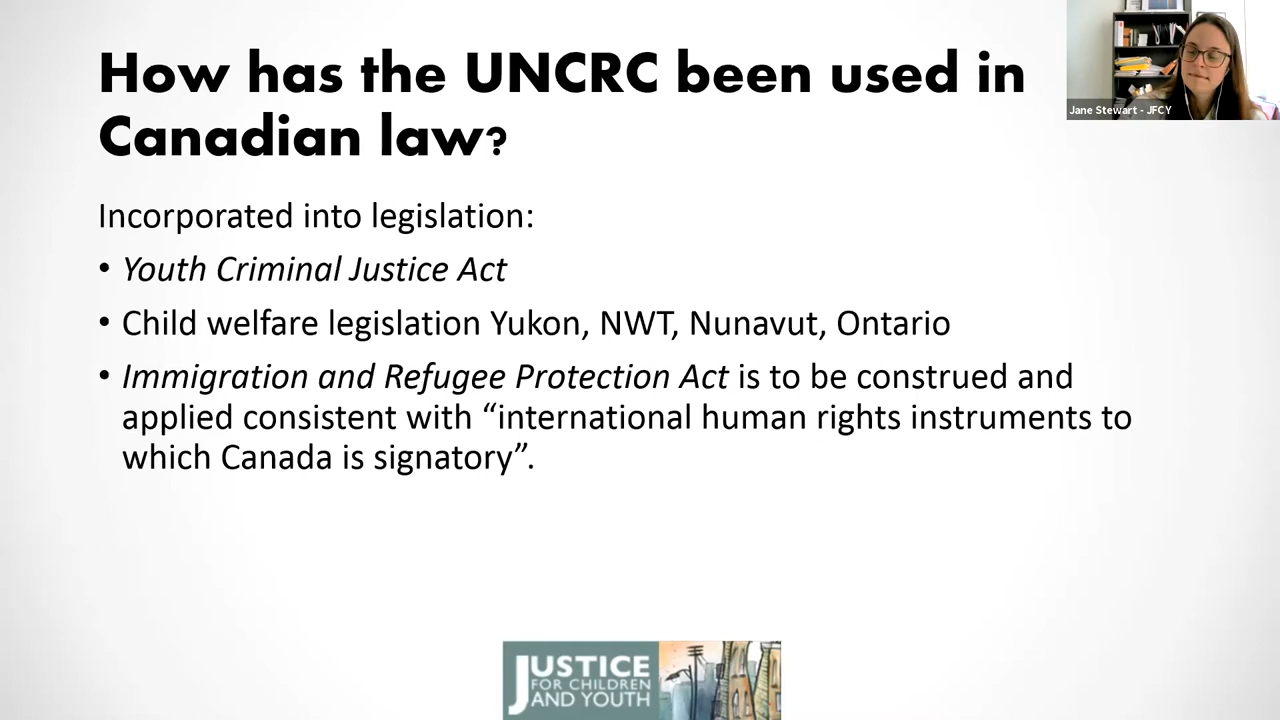 How has the UNCRC been used in
Canadian law?
Jane Stewart - JFCY
Incorporated into legislation:
• Youth Criminal Justice Act
• Child welfare legislation Yukon, NWT, Nunavut, Ontario
• Immigration and Refugee Protection Act is to be construed and
applied consistent with “international human rights instruments to
which Canada is signatory”.
JUSTICE
FOR CHILDREN
AND YOUTH